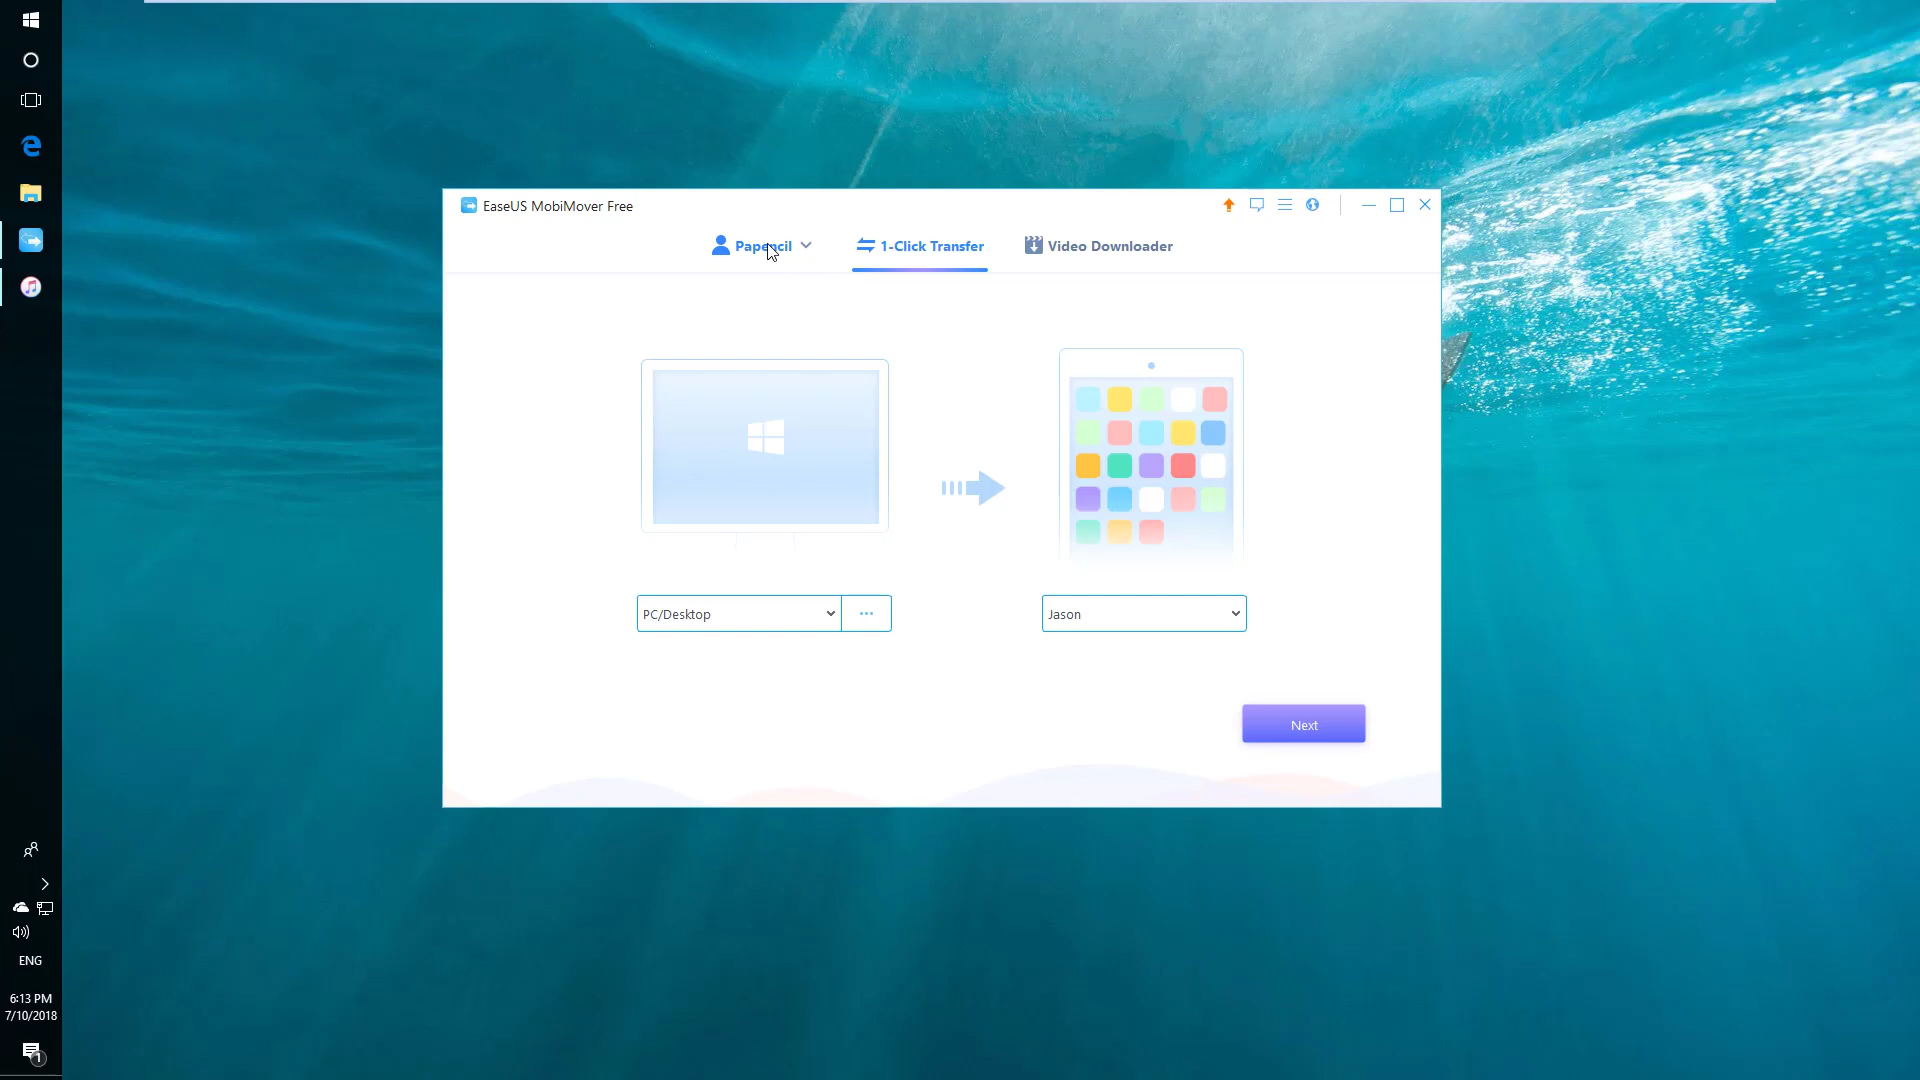 EaseUS MobiMover Free
1-Click Transfer
Video Downloader
PC/Desktop
...
Jason
Next
ENG
6:13 PM
7/10/2018
1